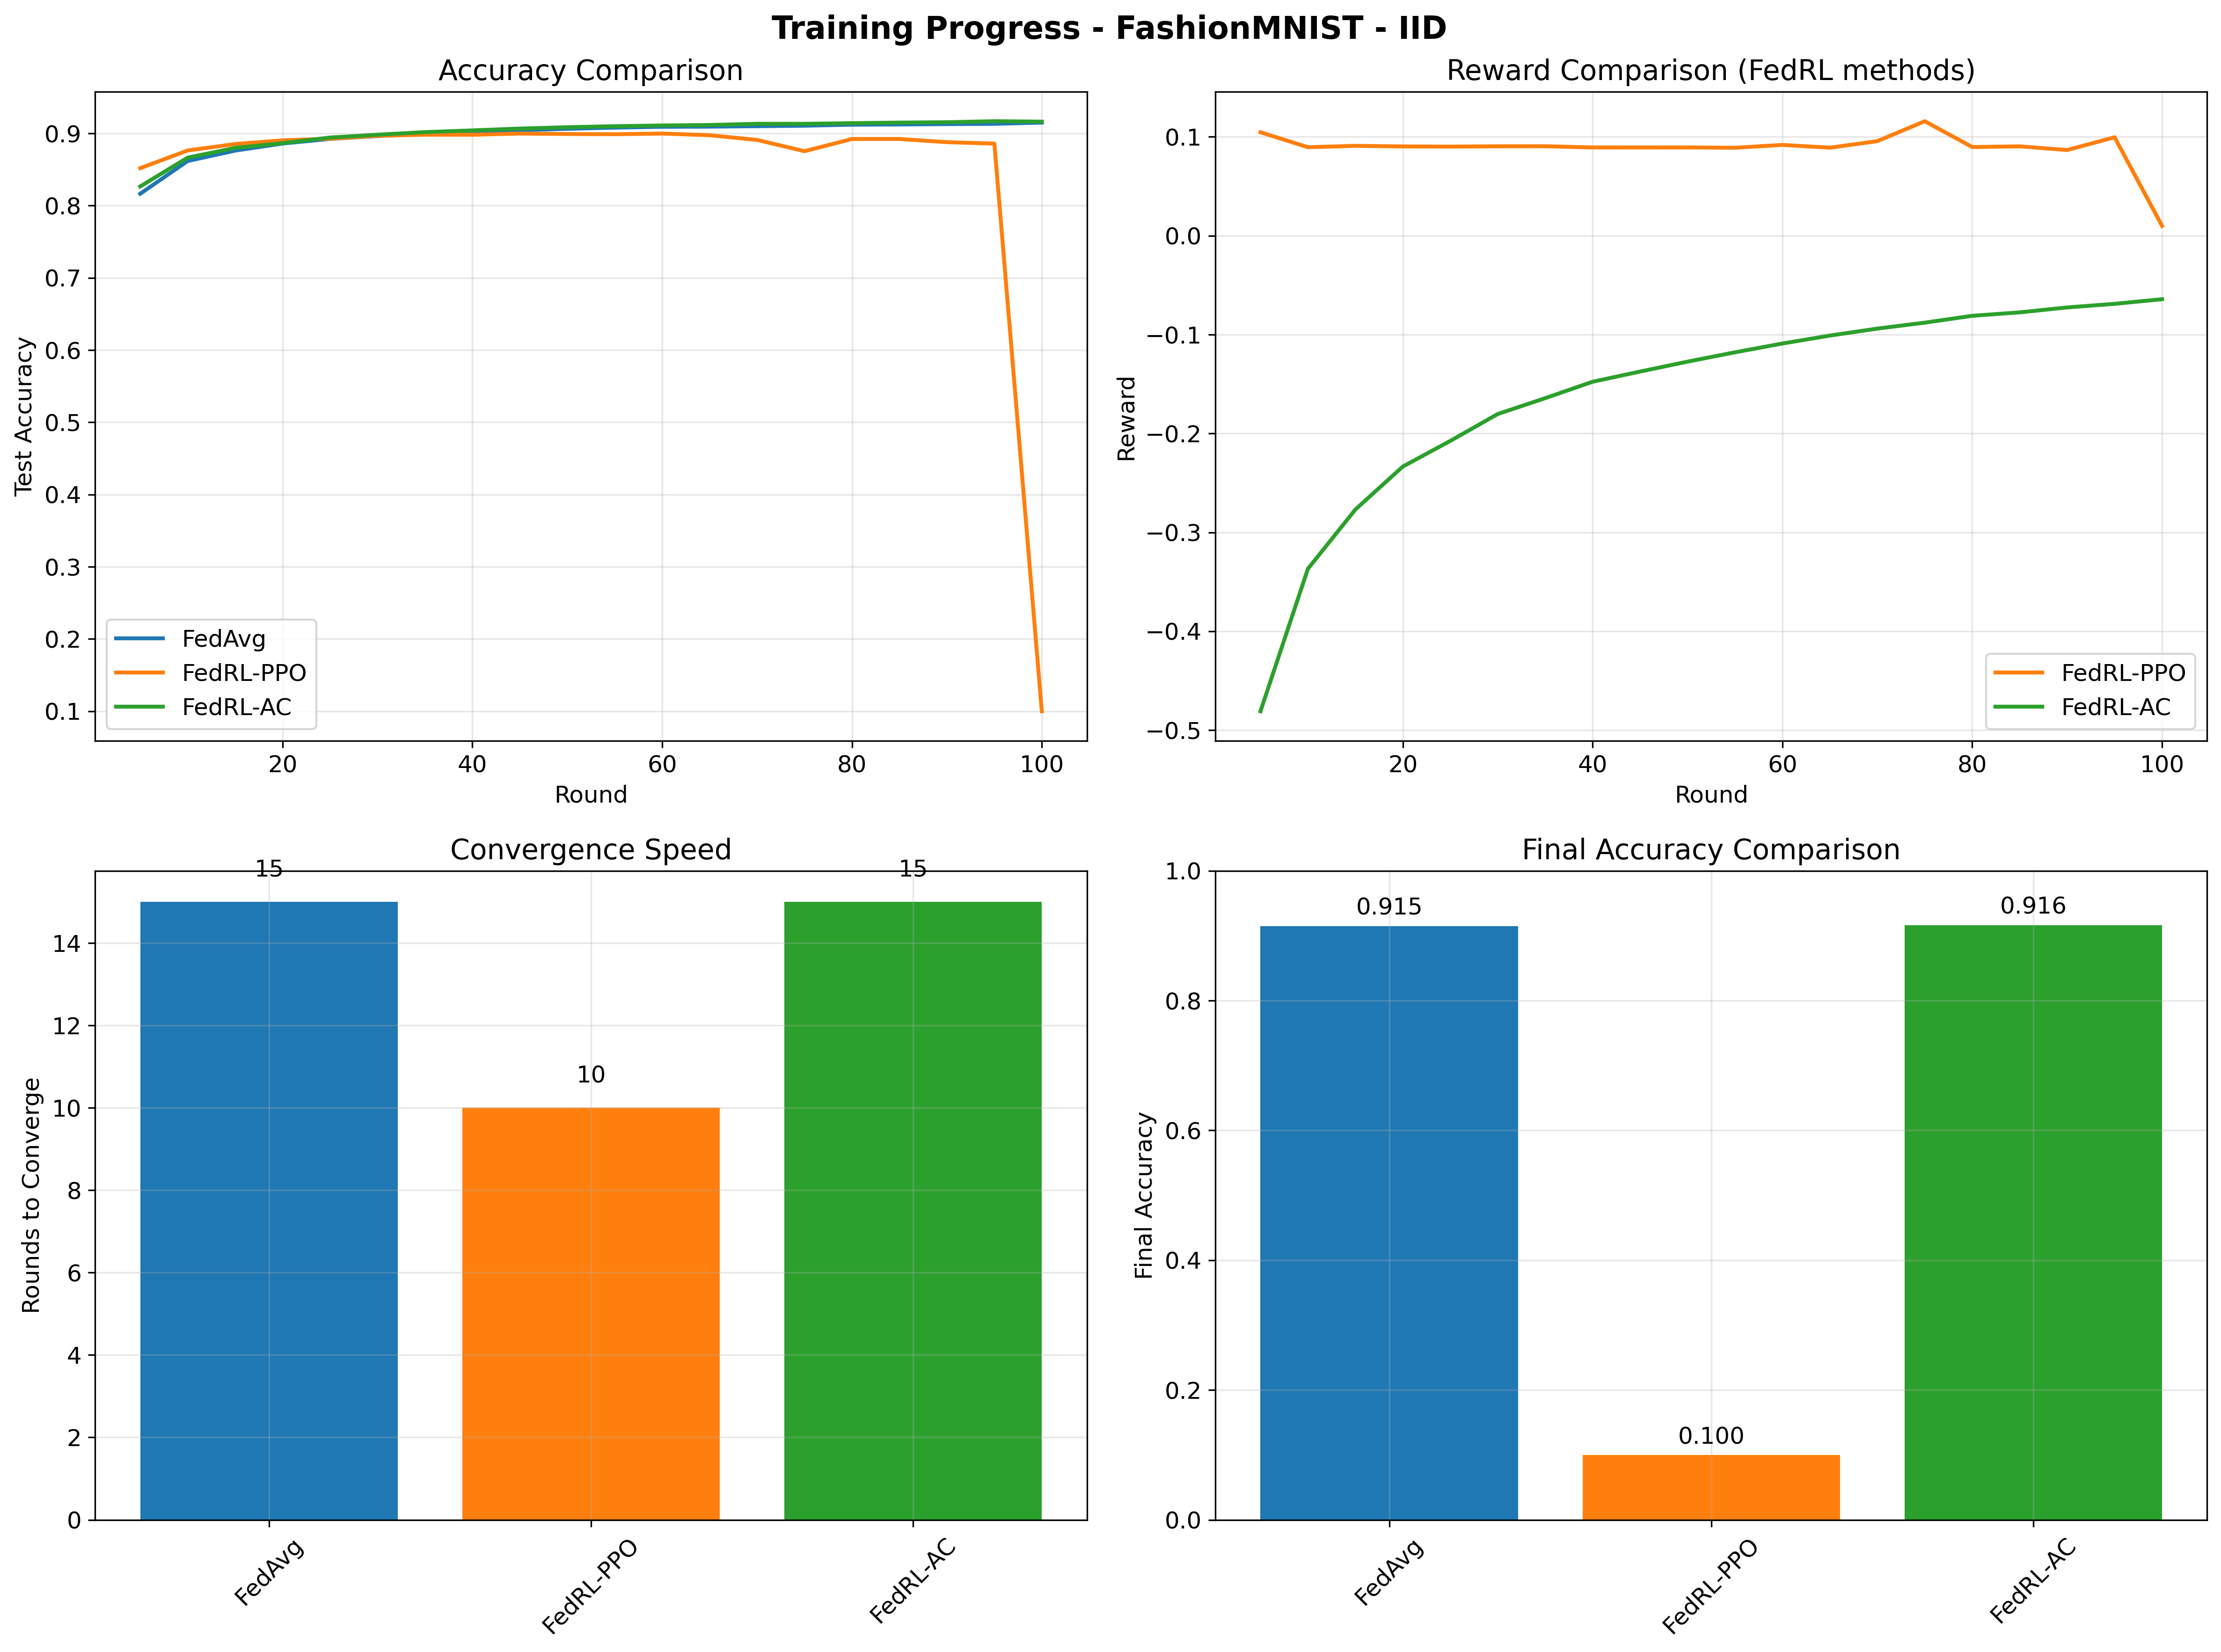 Training Progress - FashionMNIST - IID
Accuracy Comparison
Test Accuracy
0.9
0.8
0.7
0.6
0.5
0.4
0.3
0.2
0.1
FedAvg
FedRL-PPO
FedRL-AC
20 40 60 80 100
Round
Reward Comparison (FedRL methods)
Reward
0.1
0.0
−0.1
−0.2
−0.3
−0.4
−0.5
FedRL-PPO
FedRL-AC
20 40 60 80 100
Round
Convergence Speed
Rounds to Converge
15 15
14
12
10
10
8
6
4
2
0
FedAvg FedRL-PPO FedRL-AC
Final Accuracy Comparison
Final Accuracy
1.0
0.915 0.916
0.8
0.6
0.4
0.2
0.100
0.0
FedAvg FedRL-PPO FedRL-AC